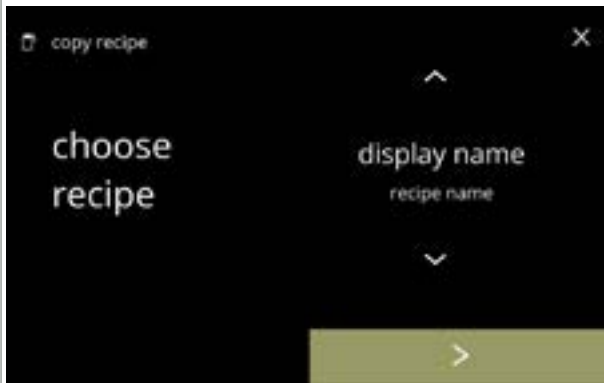 copy recipe
choose
recipe
display name
recipe name